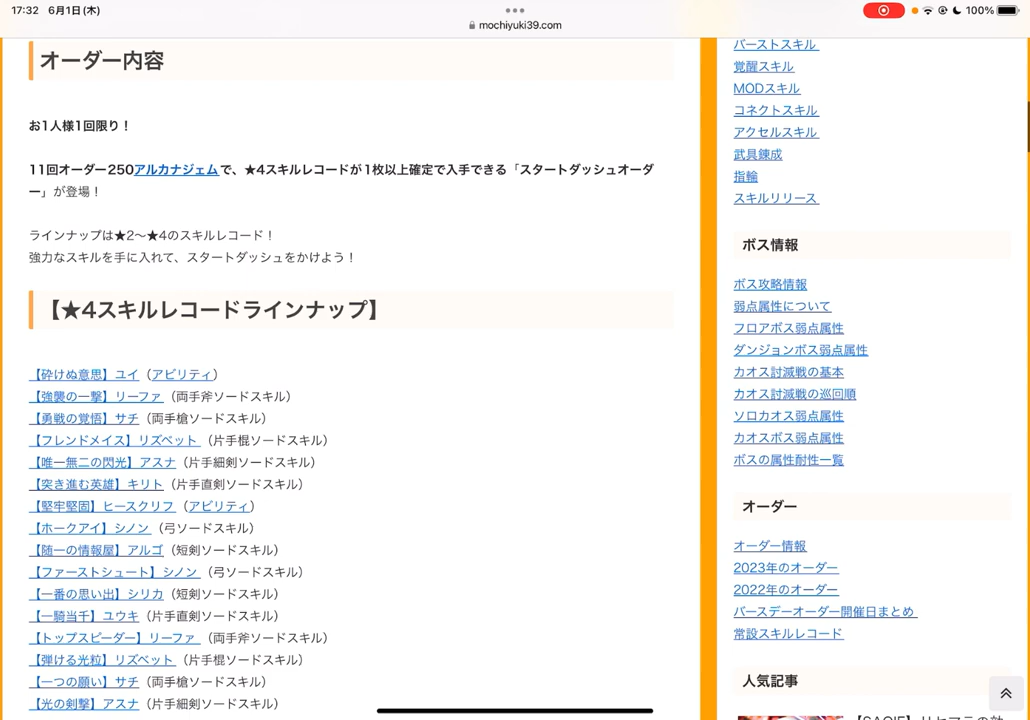 17:32 6月1日(木)
100%
mochiyuki39.com
オーダー内容
お1人様1回限り！
11回オーダー250アルカナジェムで、★4スキルレコードが1枚以上確定で入手できる「スタートダッシュオーダ
ー」が登場！
ラインナップは★2〜★4のスキルレコード！
強力なスキルを手に入れて、スタートダッシュをかけよう！
【★4スキルレコードラインナップ】
【砕けぬ意思】ユイ（アビリティ）
【強襲の一撃】リーファ（両手斧ソードスキル）
【勇戦の覚悟】サチ（両手槍ソードスキル）
【フレンドメイス】リズベット（片手棍ソードスキル）
【唯一無二の閃光】アスナ（片手細剣ソードスキル）
【突き進む英雄】キリト（片手直剣ソードスキル）
【堅牢堅固】ヒースクリフ（アビリティ）
【ホークアイ】シノン（弓ソードスキル）
【随一の情報屋】アルゴ（短剣ソードスキル）
【ファーストシュート】シノン（弓ソードスキル）
【一番の思い出】シリカ（短剣ソードスキル）
【一騎当千】ユウキ（片手直剣ソードスキル）
【トップスピーダー】リーファ（両手斧ソードスキル）
【弾ける光粒】リズベット（片手棍ソードスキル）
【一つの願い】サチ（両手槍ソードスキル）
【光の剣撃】アスナ（片手細剣ソードスキル）
バーストスキル
覚醒スキル
MODスキル
コネクトスキル
アクセルスキル
武具錬成
指輪
スキルリリース
ボス情報
ボス攻略情報
弱点属性について
フロアボス弱点属性
ダンジョンボス弱点属性
カオス討滅戦の基本
カオス討滅戦の巡回順
ソロカオス弱点属性
カオスボス弱点属性
ボスの属性耐性一覧
オーダー
オーダー情報
2023年のオーダー
2022年のオーダー
バースデーオーダー開催日まとめ
常設スキルレコード
人気記事